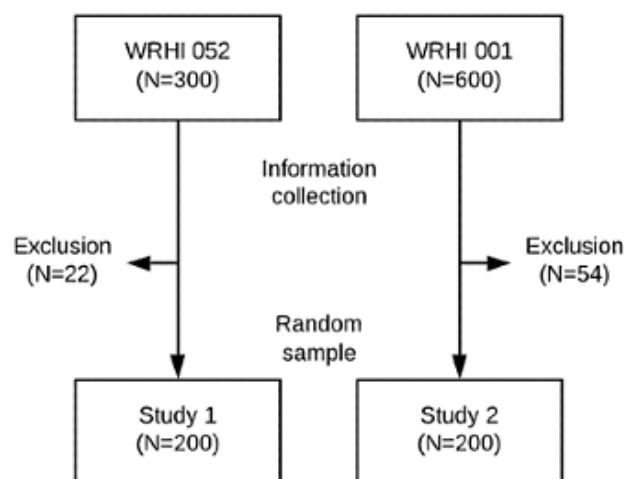 WRHI 052
(N=300)
WRHI 001
(N=600)
Information
collection
Exclusion
(N=22)
Exclusion
(N=54)
Random
sample
Study 1
(N=200)
Study 2
(N=200)